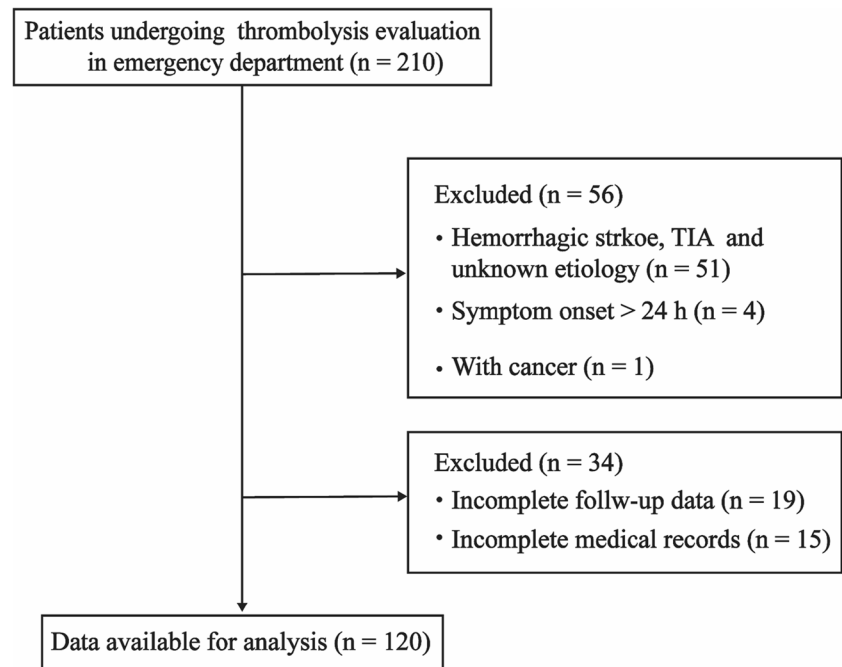 Patients undergoing thrombolysis evaluation
in emergency department (n = 210)
Excluded (n = 56)
· Hemorrhagic strkoe, TIA and
unknown etiology (n = 51)
· Symptom onset > 24 h (n = 4)
· With cancer (n = 1)
Excluded (n = 34)
· Incomplete follw-up data (n = 19)
· Incomplete medical records (n = 15)
Data available for analysis (n = 120)